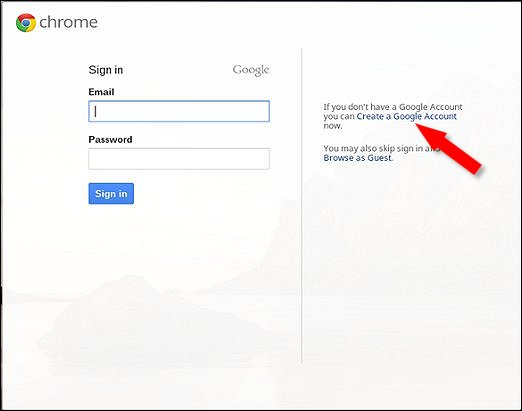 chrome
Sign in
Google
Email
Password
Sign in
If you don't have a Google Account
you can Create a Google Account
now.
You may also skip sign in and
Browse as Guest.